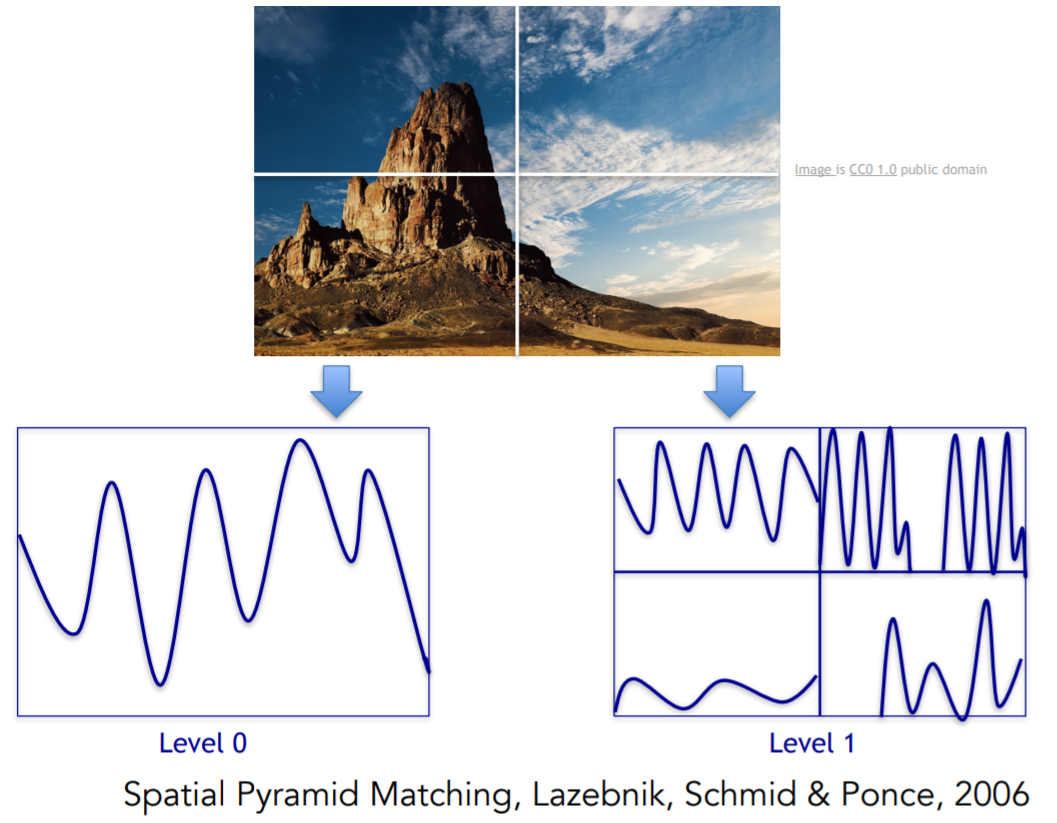 Image is CC0 1.0 public domain
Level 0
Level 1
Spatial Pyramid Matching, Lazebnik, Schmid & Ponce, 2006